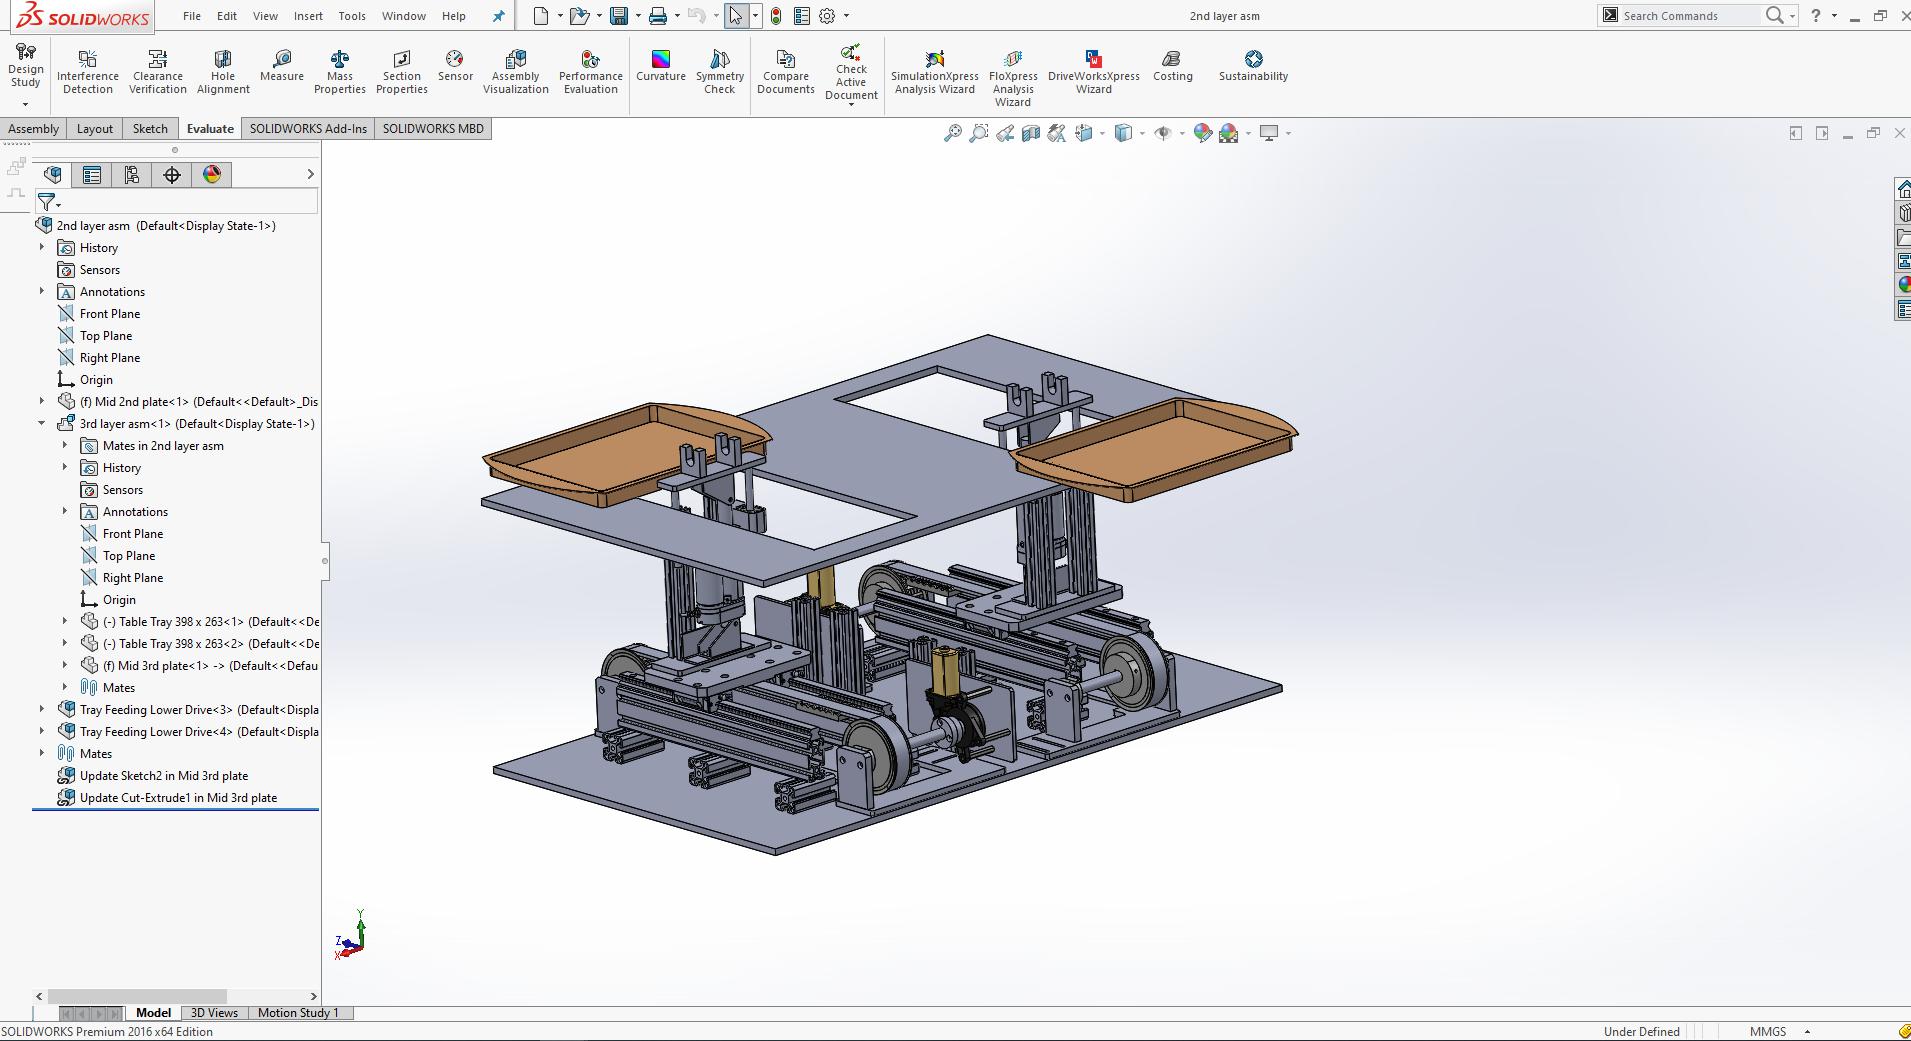 SOLIDWORKS
File Edit View Insert Tools Window Help
2nd layer asm
Search Commands
?
Design Study
Interference Detection
Clearance Verification
Hole Alignment
Measure
Mass Properties
Section Properties
Sensor
Assembly Visualization
Performance Evaluation
Curvature
Symmetry Check
Compare Documents
Check Active Document
SimulationXpress Analysis Wizard
FloXpress Analysis Wizard
DriveWorksXpress Wizard
Costing
Sustainability
Assembly Layout Sketch Evaluate SOLIDWORKS Add-Ins SOLIDWORKS MBD
2nd layer asm (Default<Display State-1>)
History
Sensors
Annotations
Front Plane
Top Plane
Right Plane
Origin
(f) Mid 2nd plate<1> (Default<<Default>_Dis
3rd layer asm<1> (Default<Display State-1>)
Mates in 2nd layer asm
History
Sensors
Annotations
Front Plane
Top Plane
Right Plane
Origin
(-) Table Tray 398 x 263<1> (Default<<De
(-) Table Tray 398 x 263<2> (Default<<De
(f) Mid 3rd plate<1> -> (Default<<Defau
Mates
Tray Feeding Lower Drive<3> (Default<Displa
Tray Feeding Lower Drive<4> (Default<Displa
Mates
Update Sketch2 in Mid 3rd plate
Update Cut-Extrude1 in Mid 3rd plate
Y
Z
X
Model 3D Views Motion Study 1
SOLIDWORKS Premium 2016 x64 Edition
Under Defined
MMGS